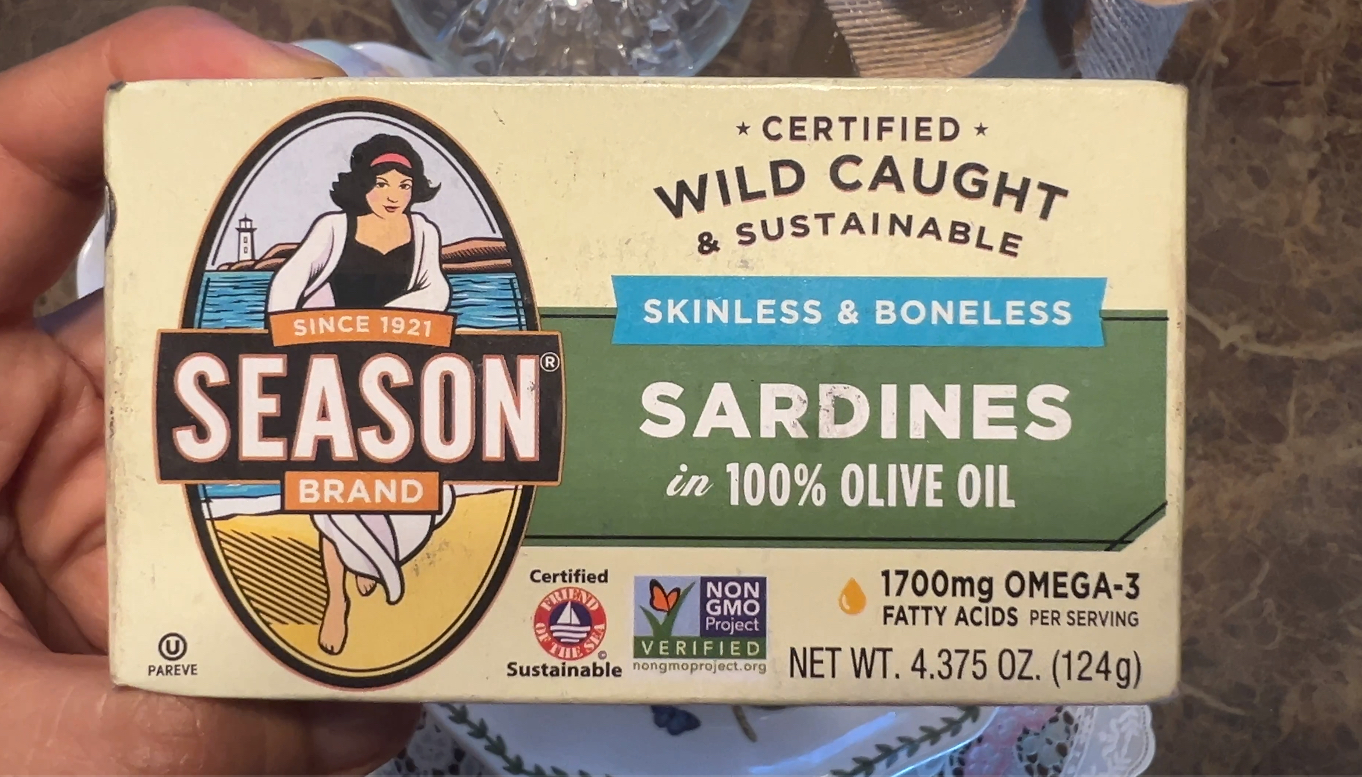 SINCE 1921
SEASON®
BRAND
★ CERTIFIED ★
WILD CAUGHT
& SUSTAINABLE
SKINLESS & BONELESS
SARDINES
in 100% OLIVE OIL
U
PAREVE
Certified
FRIEND OF THE SEA
©
Sustainable
NON
GMO
Project
VERIFIED
nongmoproject.org
1700mg OMEGA-3
FATTY ACIDS PER SERVING
NET WT. 4.375 OZ. (124g)